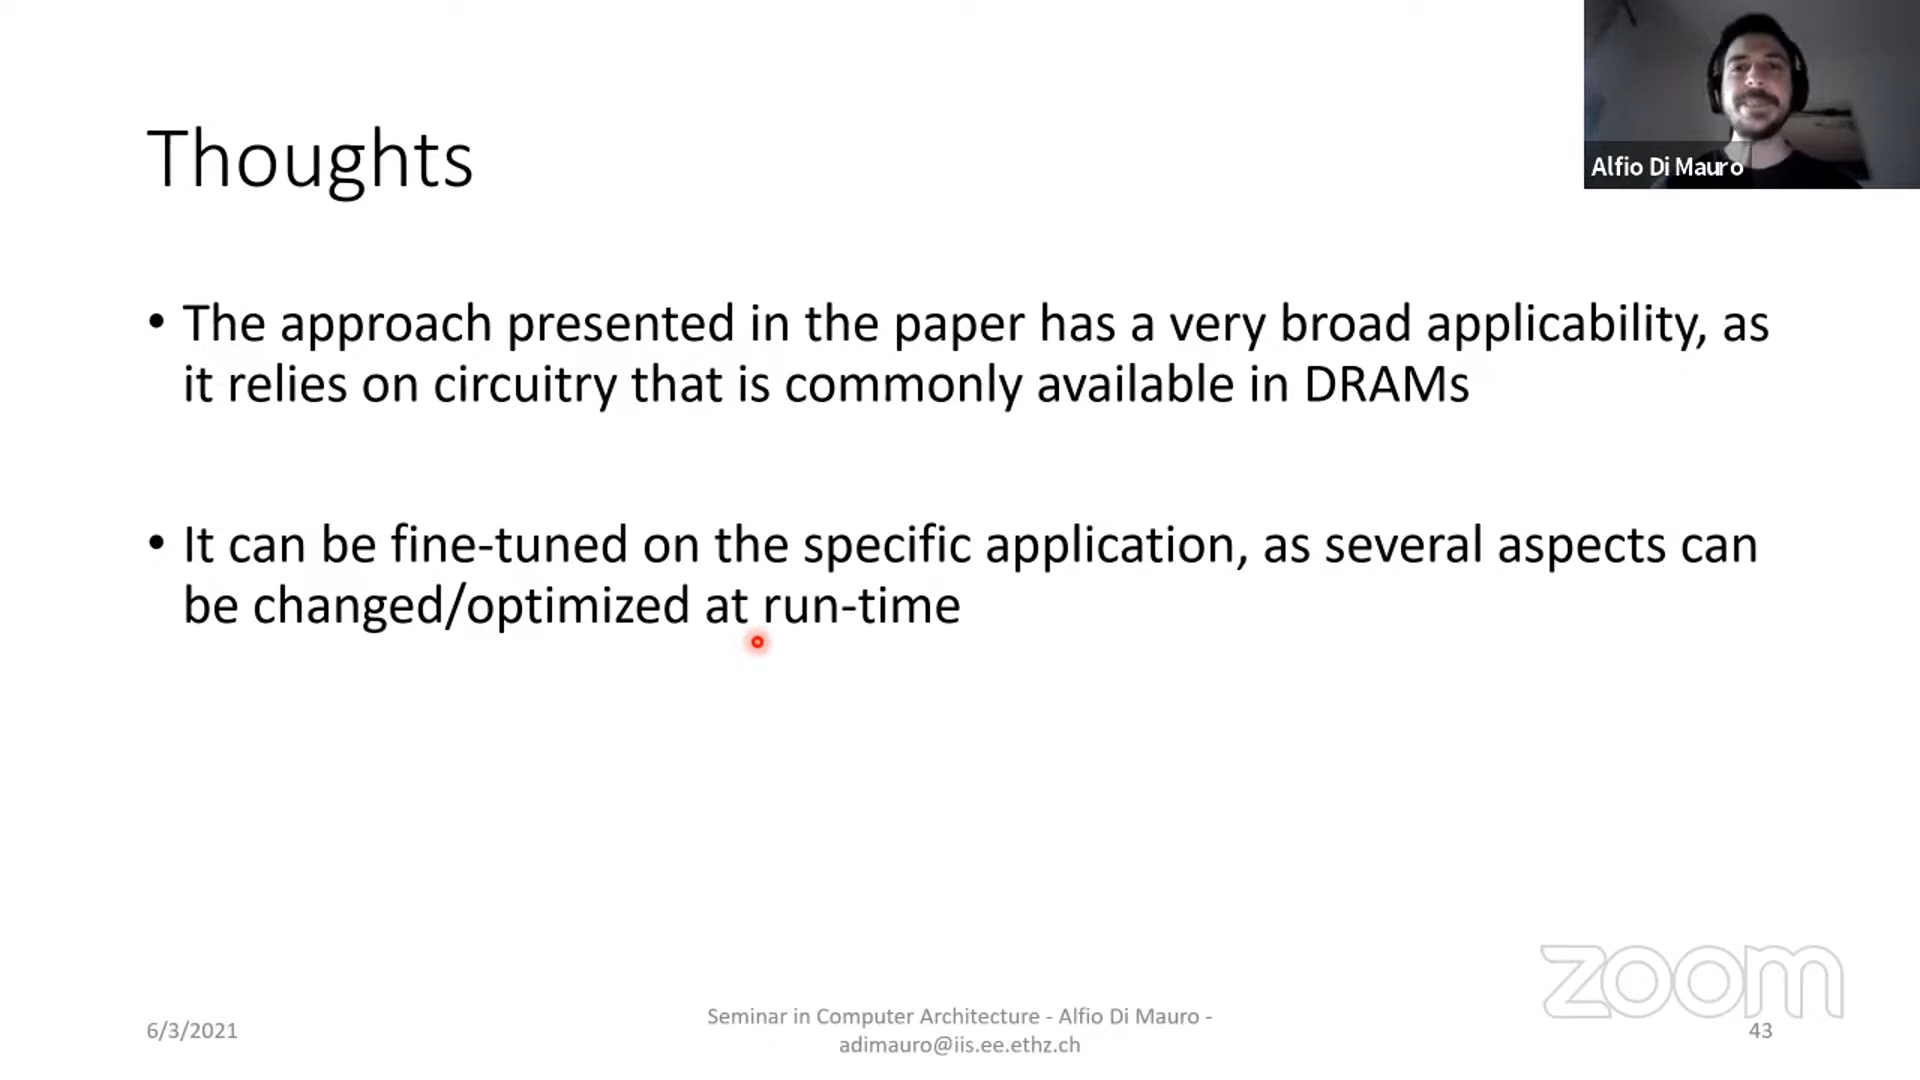 Alfio Di Mauro
Thoughts
• The approach presented in the paper has a very broad applicability, as
it relies on circuitry that is commonly available in DRAMs
• It can be fine-tuned on the specific application, as several aspects can
be changed/optimized at run-time
zoom
6/3/2021
Seminar in Computer Architecture - Alfio Di Mauro -
adimauro@iis.ee.ethz.ch
43